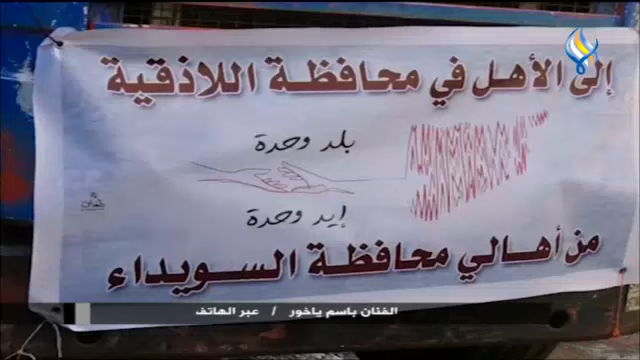 إلى الأهل في محافظة اللاذقية
بلد وحدة
إيد وحدة
من أهالي محافظة السويداء
الفنان باسم ياخور / عبر الهاتف